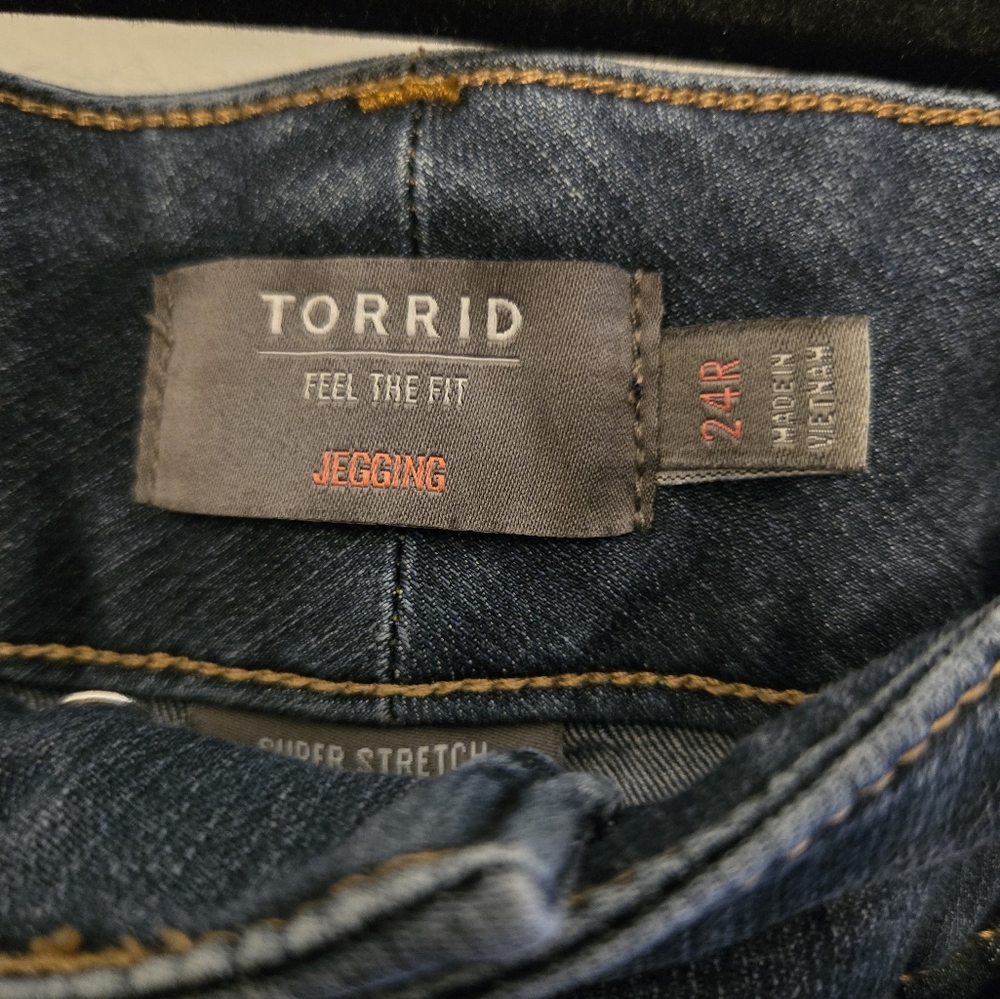 TORRID
FEEL THE FIT
JEGGING
24R
MADE IN
VIETNAM
SUPER STRETCH